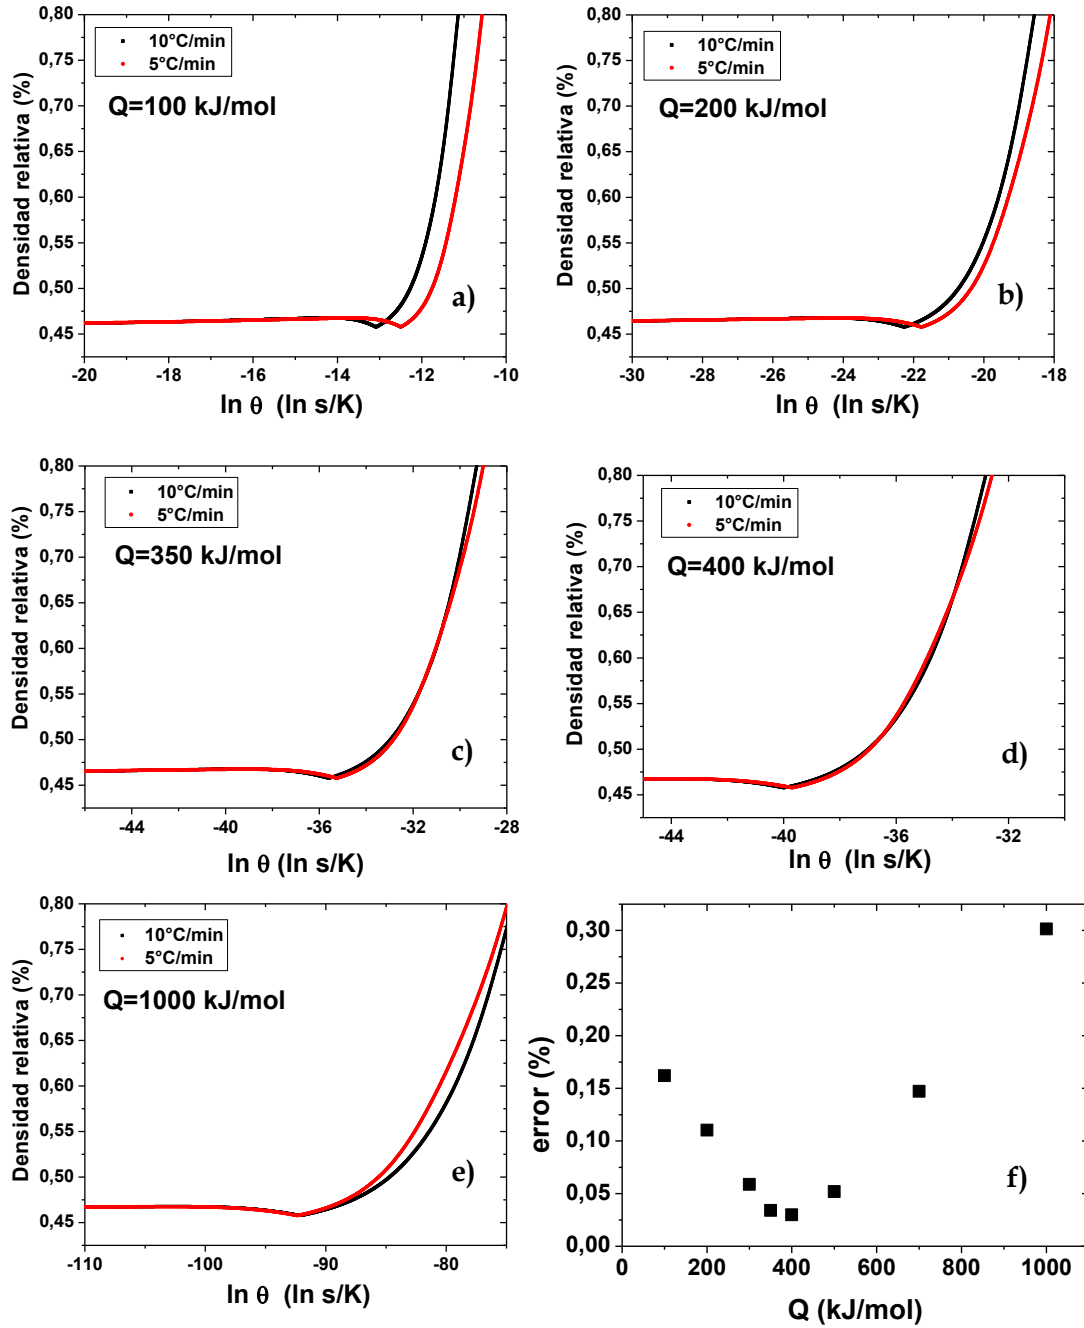 0,80
0,75
0,70
0,65
0,60
0,55
0,50
0,45
Densidad relativa (%)
10°C/min
5°C/min
Q=100 kJ/mol
a)
-20 -18 -16 -14 -12 -10
ln θ (ln s/K)
0,80
0,75
0,70
0,65
0,60
0,55
0,50
0,45
Densidad relativa (%)
10°C/min
5°C/min
Q=200 kJ/mol
b)
-30 -28 -26 -24 -22 -20 -18
ln θ (ln s/K)
0,80
0,75
0,70
0,65
0,60
0,55
0,50
0,45
Densidad relativa (%)
10°C/min
5°C/min
Q=350 kJ/mol
c)
-44 -40 -36 -32 -28
ln θ (ln s/K)
0,80
0,75
0,70
0,65
0,60
0,55
0,50
0,45
Densidad relativa (%)
10°C/min
5°C/min
Q=400 kJ/mol
d)
-44 -40 -36 -32
ln θ (ln s/K)
0,80
0,75
0,70
0,65
0,60
0,55
0,50
0,45
Densidad relativa (%)
10°C/min
5°C/min
Q=1000 kJ/mol
e)
-110 -100 -90 -80
ln θ (ln s/K)
0,30
0,25
0,20
0,15
0,10
0,05
0,00
error (%)
f)
0 200 400 600 800 1000
Q (kJ/mol)